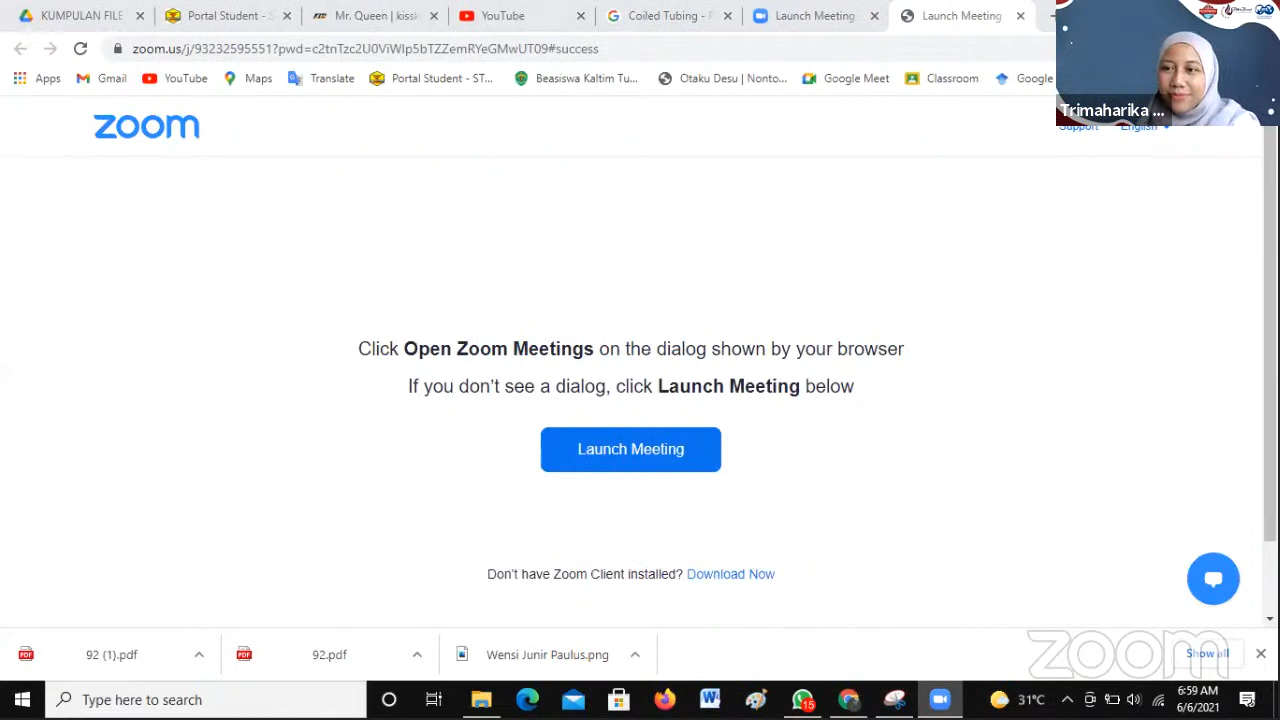 KUMPULAN FILE
Portal Student - S
Mr. Queen | kissk
YouTube
Coiled Tubing - P
Launch Meeting
Launch Meeting
zoom.us/j/93232595551?pwd=c2tnTzc2U0ViWlp5bTZZemRYeGMwUT09#success
Apps
Gmail
YouTube
Maps
Translate
Portal Student - ST...
Beasiswa Kaltim Tu...
Otaku Desu | Nonto...
Google Meet
Classroom
Google
Trimaharika ...
zoom
Support
English
Click Open Zoom Meetings on the dialog shown by your browser
If you don't see a dialog, click Launch Meeting below
Launch Meeting
Don't have Zoom Client installed? Download Now
92 (1).pdf
92.pdf
Wensi Junir Paulus.png
Show all
zoom
Type here to search
15
31°C
6:59 AM
6/6/2021